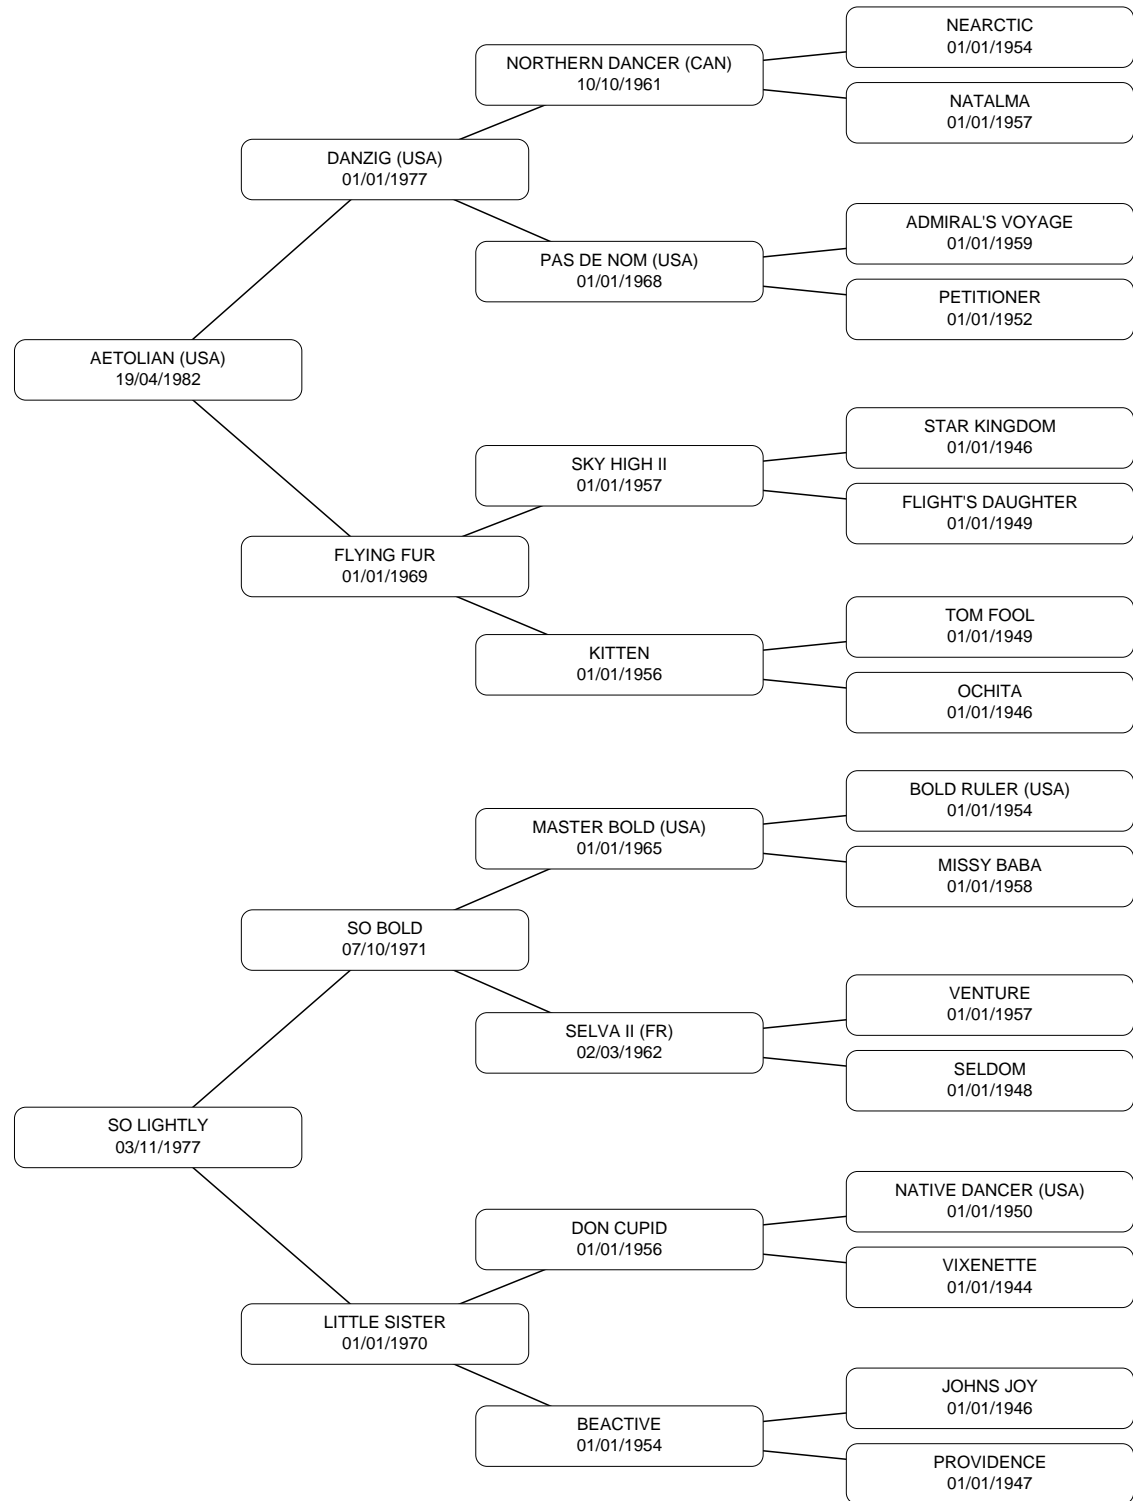 NEARCTIC
01/01/1954
NORTHERN DANCER (CAN)
10/10/1961
NATALMA
01/01/1957
DANZIG (USA)
01/01/1977
ADMIRAL'S VOYAGE
01/01/1959
PAS DE NOM (USA)
01/01/1968
PETITIONER
01/01/1952
AETOLIAN (USA)
19/04/1982
STAR KINGDOM
01/01/1946
SKY HIGH II
01/01/1957
FLIGHT'S DAUGHTER
01/01/1949
FLYING FUR
01/01/1969
TOM FOOL
01/01/1949
KITTEN
01/01/1956
OCHITA
01/01/1946
BOLD RULER (USA)
01/01/1954
MASTER BOLD (USA)
01/01/1965
MISSY BABA
01/01/1958
SO BOLD
07/10/1971
VENTURE
01/01/1957
SELVA II (FR)
02/03/1962
SELDOM
01/01/1948
SO LIGHTLY
03/11/1977
NATIVE DANCER (USA)
01/01/1950
DON CUPID
01/01/1956
VIXENETTE
01/01/1944
LITTLE SISTER
01/01/1970
JOHNS JOY
01/01/1946
BEACTIVE
01/01/1954
PROVIDENCE
01/01/1947